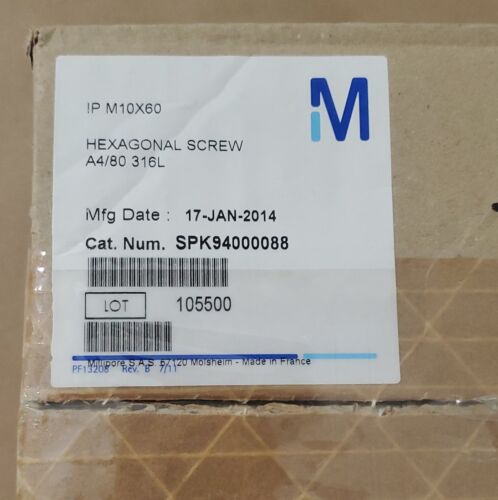 M
IP M10X60
HEXAGONAL SCREW
A4/80 316L
Mfg Date : 17-JAN-2014
Cat. Num. SPK94000088
LOT 105500
Millipore S.A.S. 67120 Molsheim - Made in France
PF13208 Rev. B 7/11